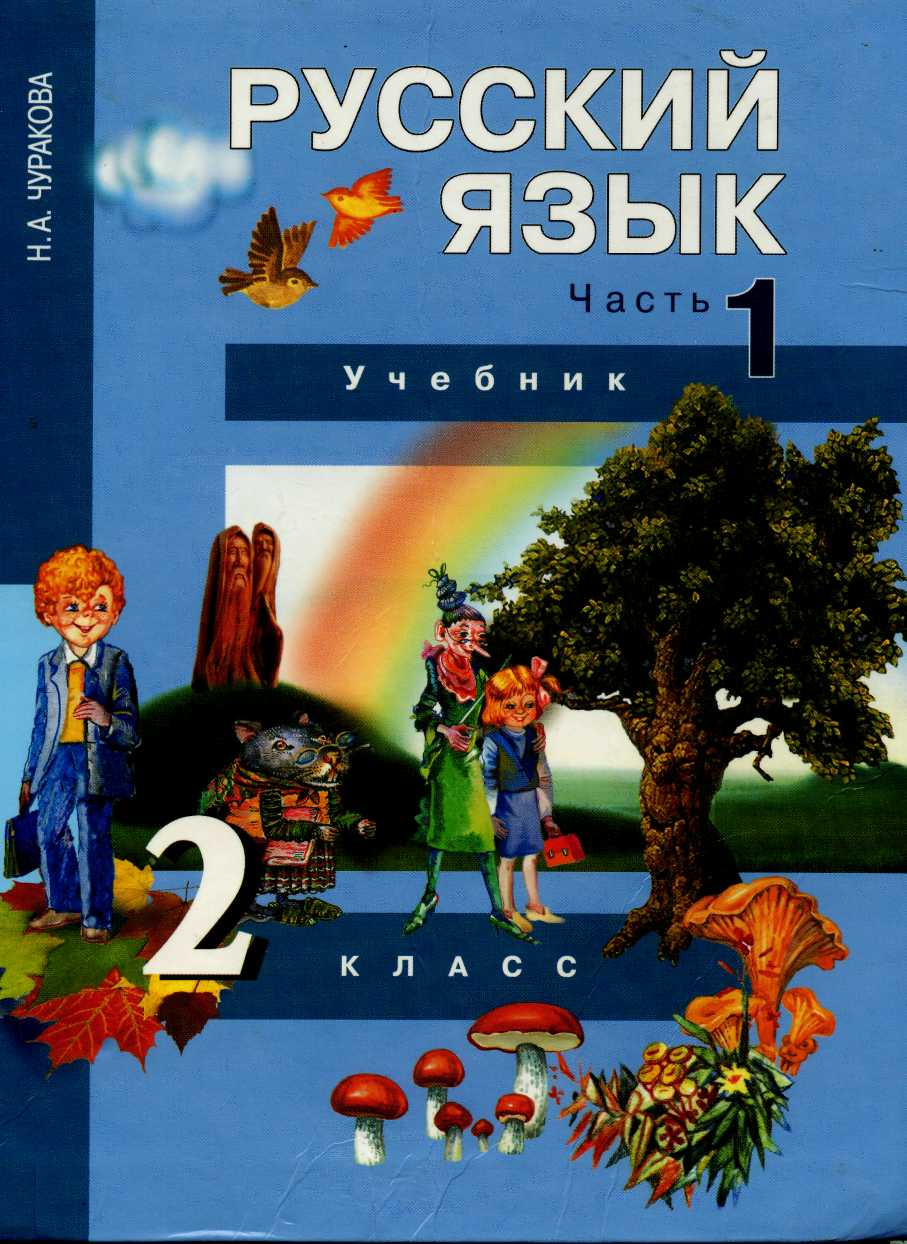 Н. А. ЧУРАКОВА
РУССКИЙ
ЯЗЫК
Часть 1
Учебник
2
КЛАСС